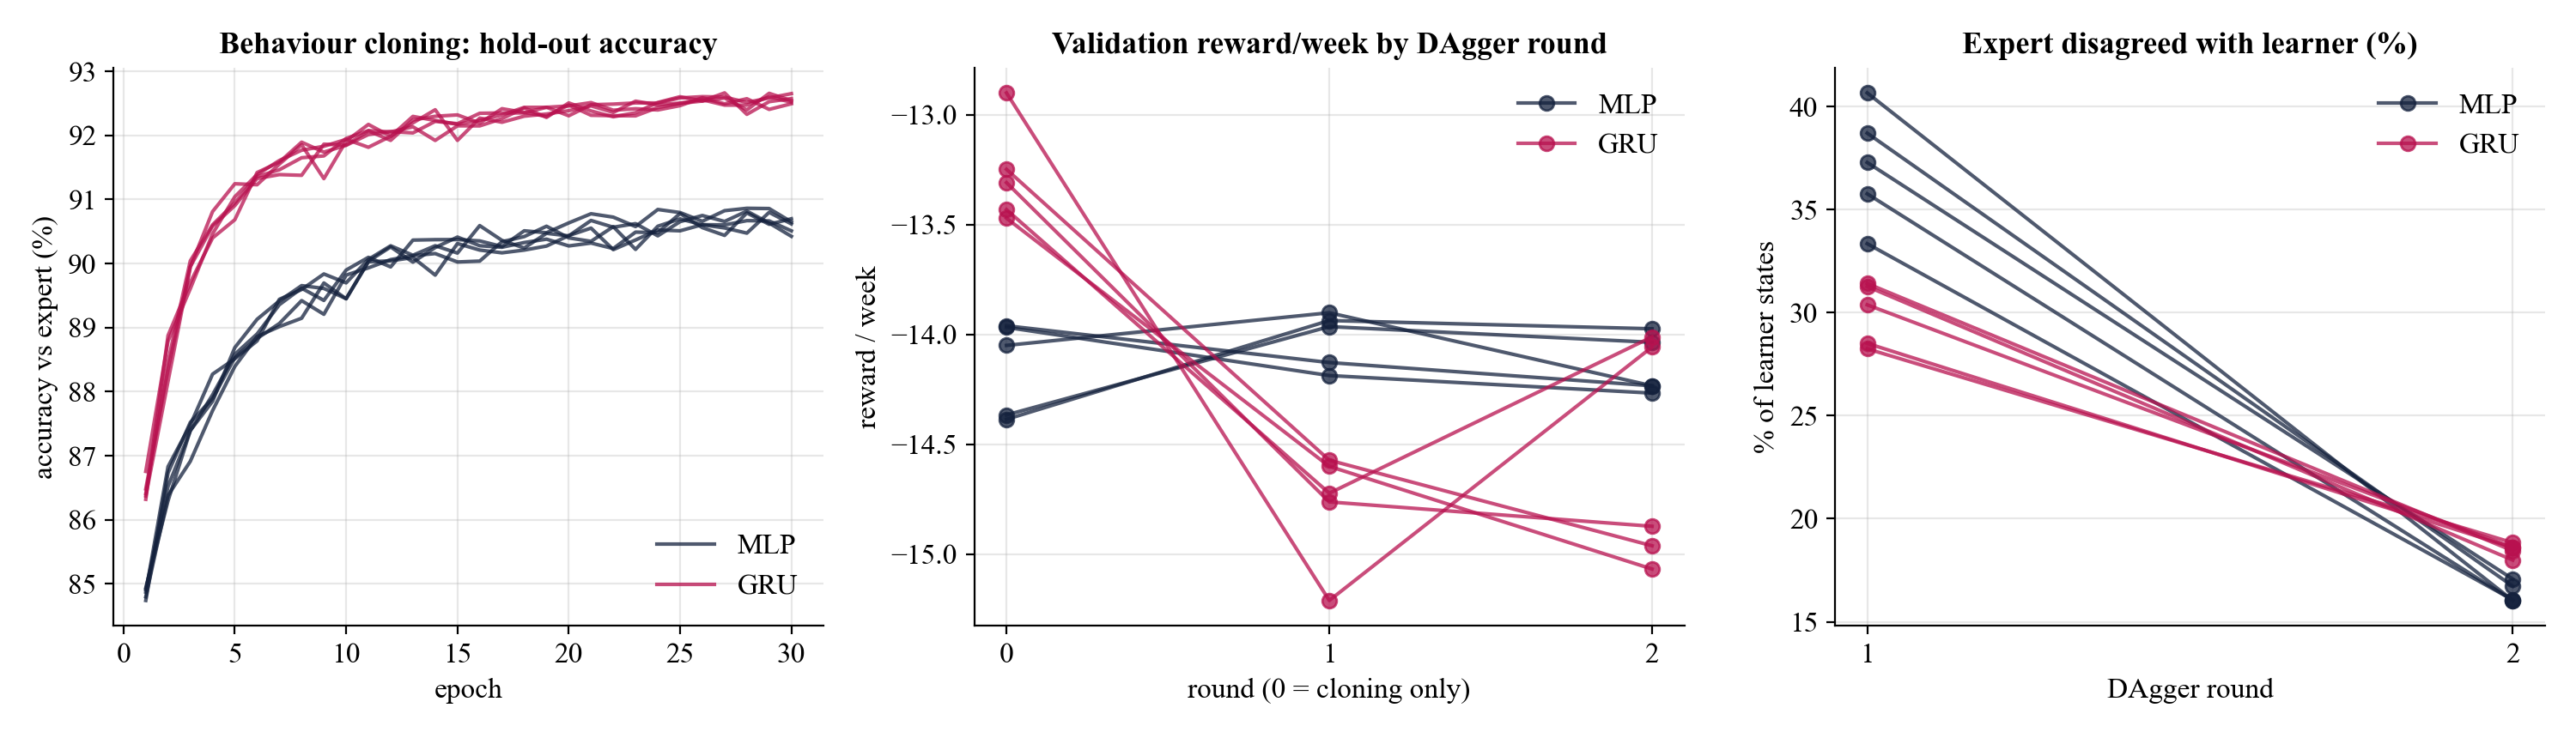 Behaviour cloning: hold-out accuracy
accuracy vs expert (%)
93
92
91
90
89
88
87
86
85
0 5 10 15 20 25 30
epoch
MLP
GRU
Validation reward/week by DAgger round
reward / week
−13.0
−13.5
−14.0
−14.5
−15.0
0 1 2
round (0 = cloning only)
MLP
GRU
Expert disagreed with learner (%)
% of learner states
40
35
30
25
20
15
1 2
DAgger round
MLP
GRU